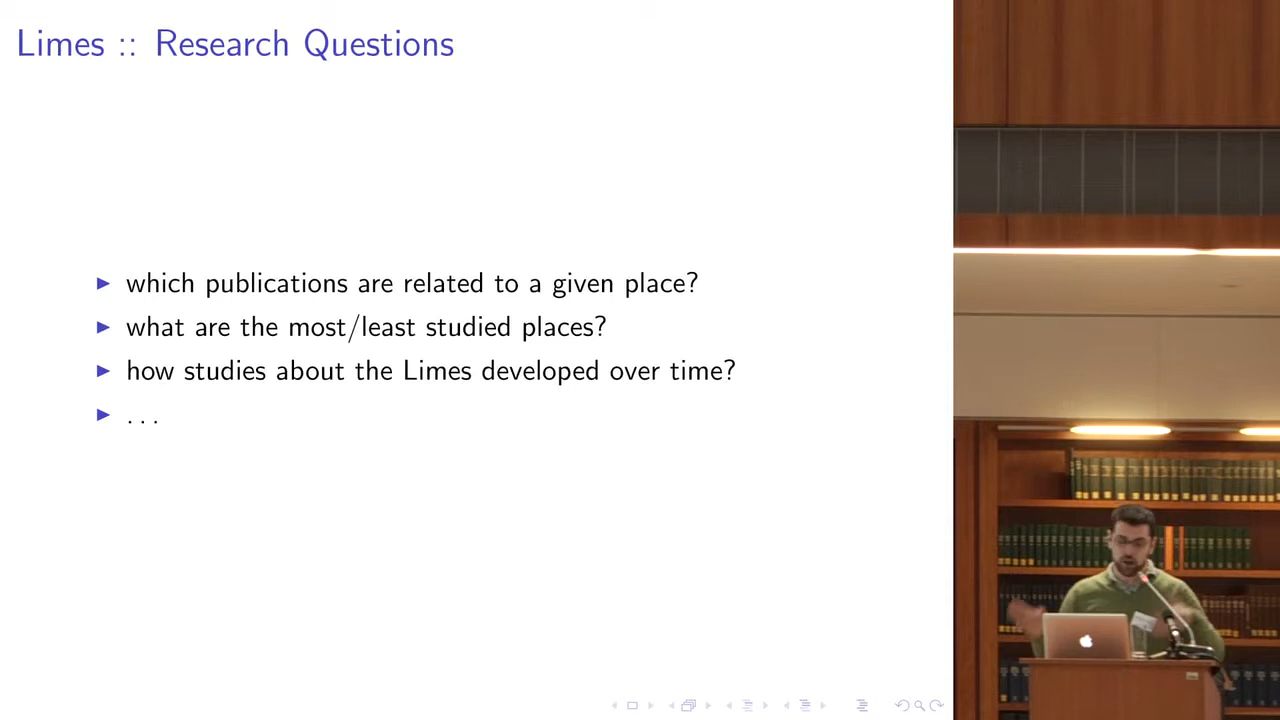 Limes :: Research Questions
which publications are related to a given place?
what are the most/least studied places?
how studies about the Limes developed over time?
...